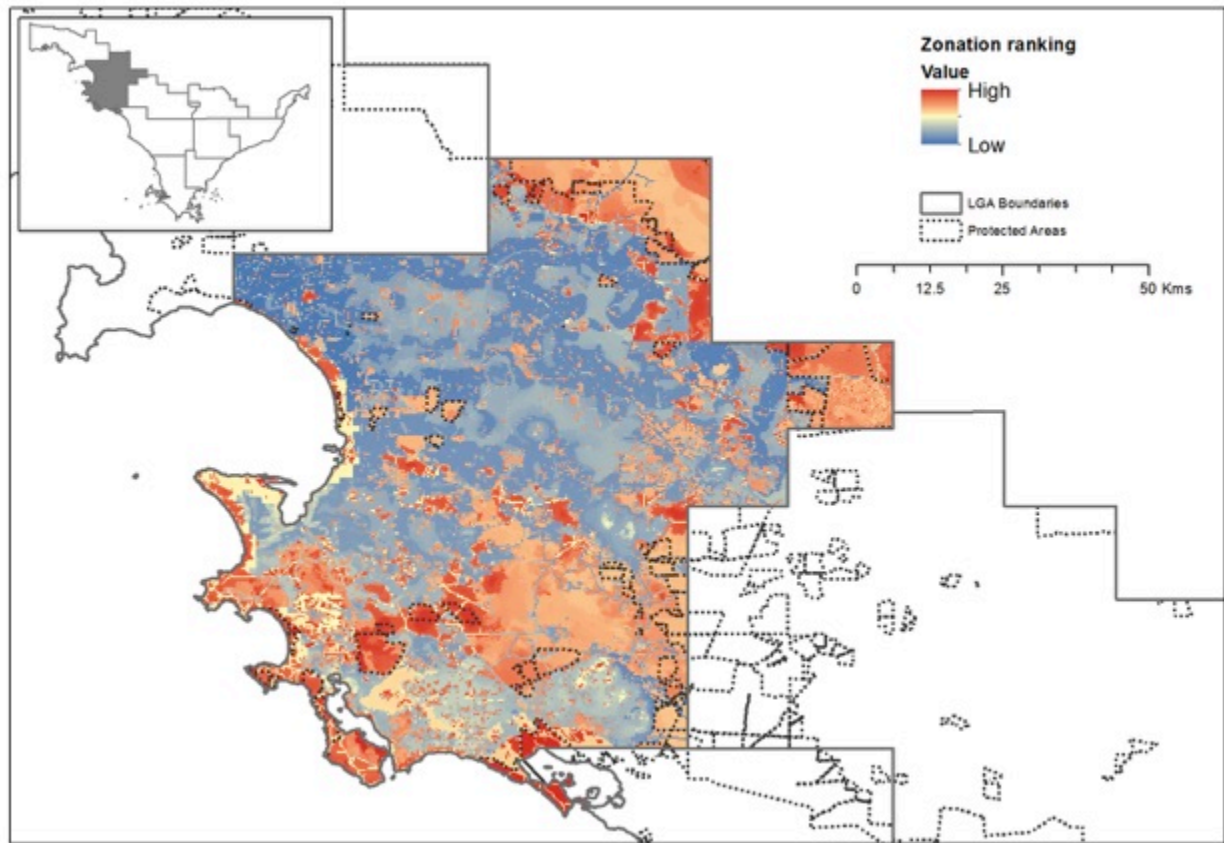 Zonation ranking
Value
High
Low
LGA Boundaries
Protected Areas
0 12.5 25 50 Kms